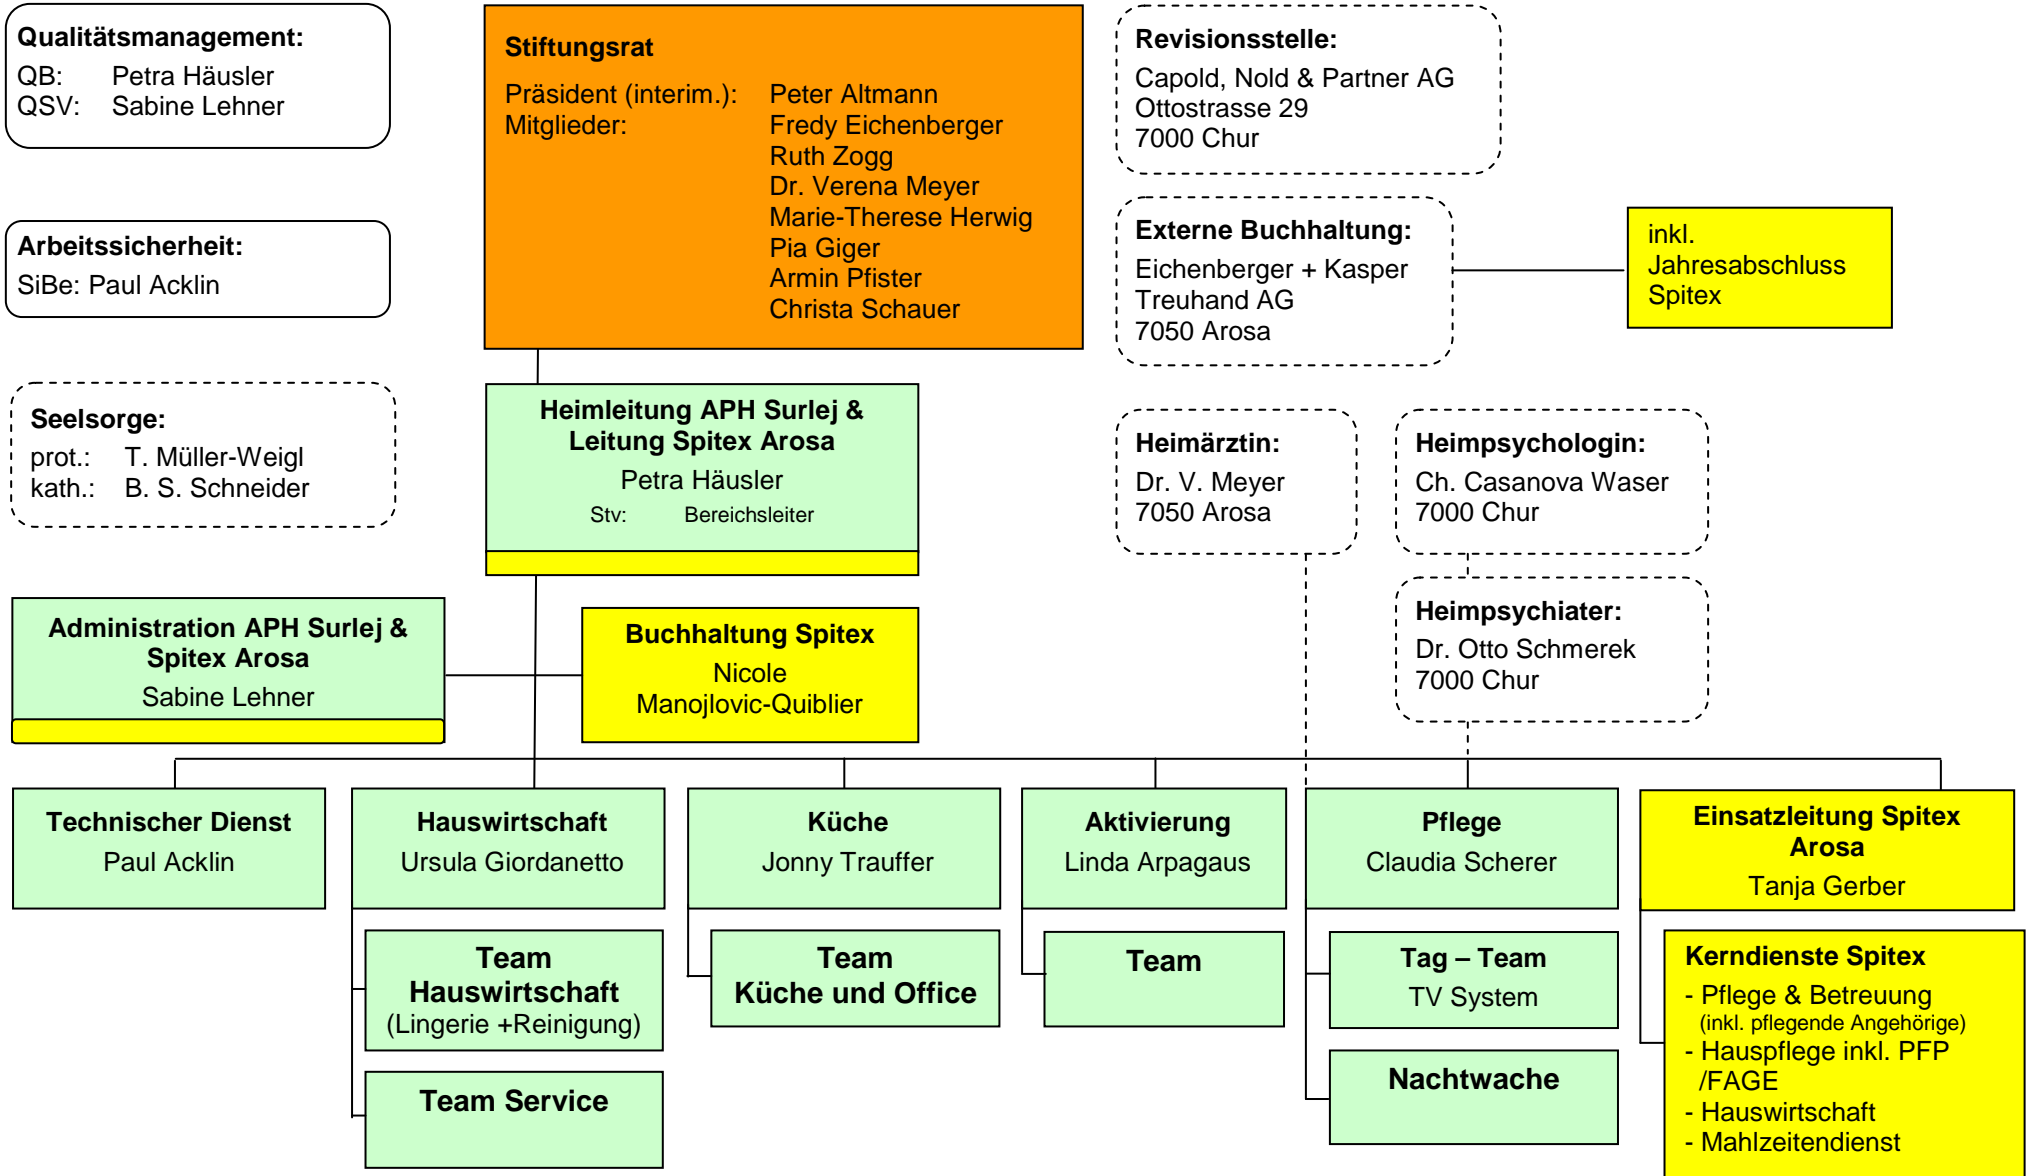 Qualitätsmanagement:
QB: Petra Häusler
QSV: Sabine Lehner
Arbeitssicherheit:
SiBe: Paul Acklin
Seelsorge:
prot.: T. Müller-Weigl
kath.: B. S. Schneider
Stiftungsrat
Präsident (interim.): Peter Altmann
Mitglieder: Fredy Eichenberger
Ruth Zogg
Dr. Verena Meyer
Marie-Therese Herwig
Pia Giger
Armin Pfister
Christa Schauer
Revisionsstelle:
Capold, Nold & Partner AG
Ottostrasse 29
7000 Chur
Externe Buchhaltung:
Eichenberger + Kasper
Treuhand AG
7050 Arosa
inkl.
Jahresabschluss
Spitex
Heimleitung APH Surlej &
Leitung Spitex Arosa
Petra Häusler
Stv: Bereichsleiter
Heimärztin:
Dr. V. Meyer
7050 Arosa
Heimpsychologin:
Ch. Casanova Waser
7000 Chur
Heimpsychiater:
Dr. Otto Schmerek
7000 Chur
Administration APH Surlej &
Spitex Arosa
Sabine Lehner
Buchhaltung Spitex
Nicole
Manojlovic-Quiblier
Technischer Dienst
Paul Acklin
Hauswirtschaft
Ursula Giordanetto
Team
Hauswirtschaft
(Lingerie +Reinigung)
Team Service
Küche
Jonny Trauffer
Team
Küche und Office
Aktivierung
Linda Arpagaus
Team
Pflege
Claudia Scherer
Tag – Team
TV System
Nachtwache
Einsatzleitung Spitex
Arosa
Tanja Gerber
Kerndienste Spitex
- Pflege & Betreuung
(inkl. pflegende Angehörige)
- Hauspflege inkl. PFP
/FAGE
- Hauswirtschaft
- Mahlzeitendienst